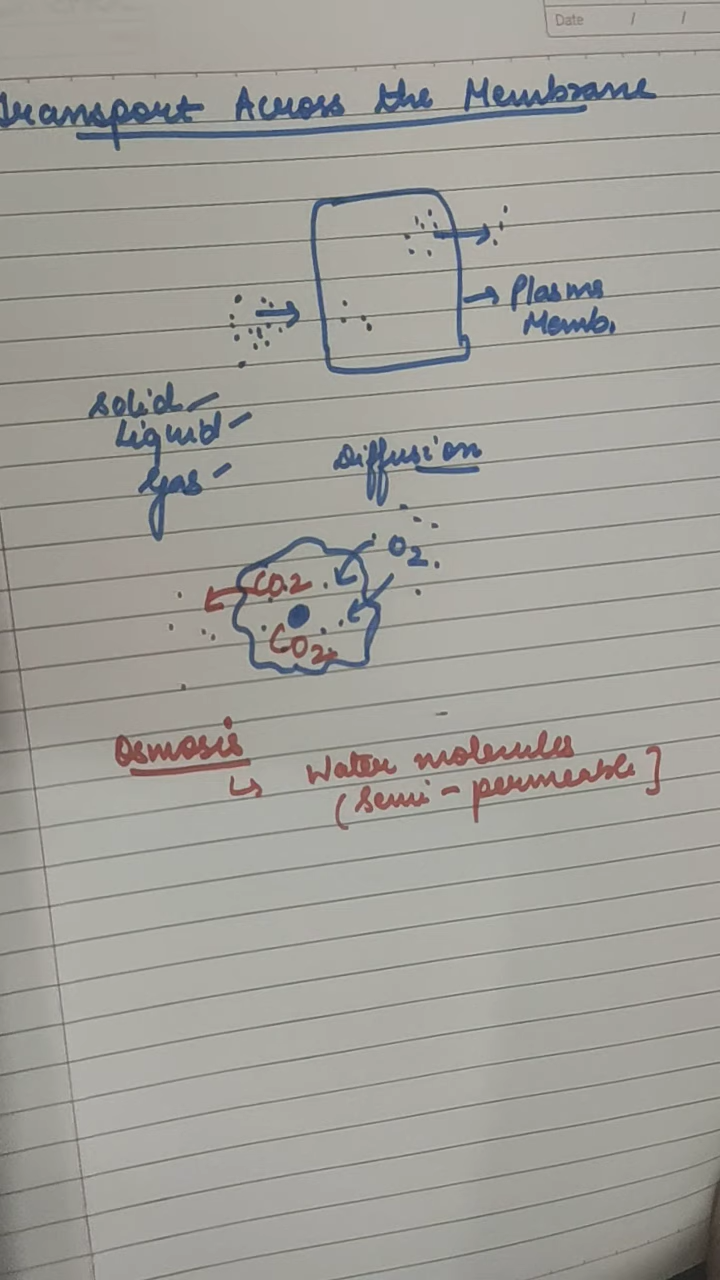 Date / /
Transport Across the Membrane
Plasma
Memb.
Solid
Liquid
Gas
Diffusion
O2
CO2
CO2
Osmosis
↳ Water molecules
(Semi-permeable]